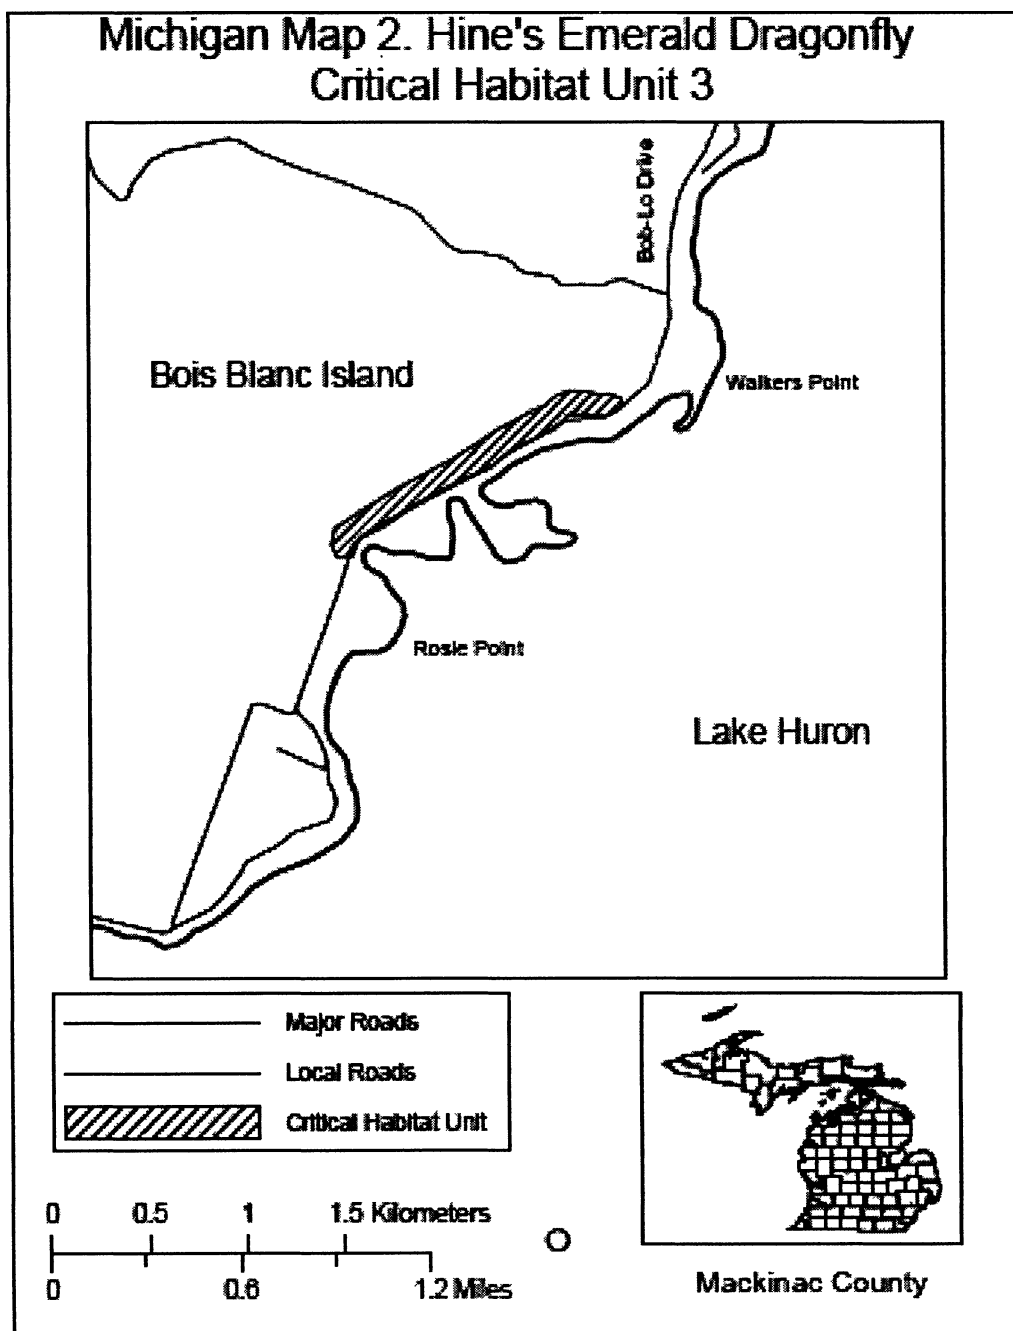 Michigan Map 2. Hine's Emerald Dragonfly
Critical Habitat Unit 3
Bob-Lo Drive
Bois Blanc Island
Walkers Point
Rosie Point
Lake Huron
Major Roads
Local Roads
Critical Habitat Unit
0 0.5 1 1.5 Kilometers
0 0.6 1.2 Miles
Mackinac County